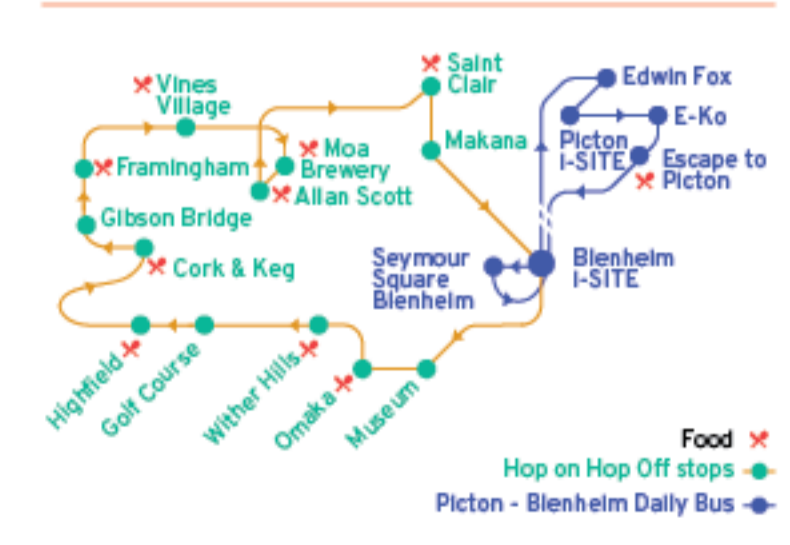 Saint
Clair
Edwin Fox
Vines
Village
E-Ko
Makana
Picton
i-SITE
Moa
Brewery
Framingham
Escape to
Picton
Allan Scott
Gibson Bridge
Cork & Keg
Seymour
Square
Blenheim
Blenheim
i-SITE
Highfield
Golf Course
Wither Hills
Omaka
Museum
Food
Hop on Hop Off stops
Picton - Blenheim Daily Bus